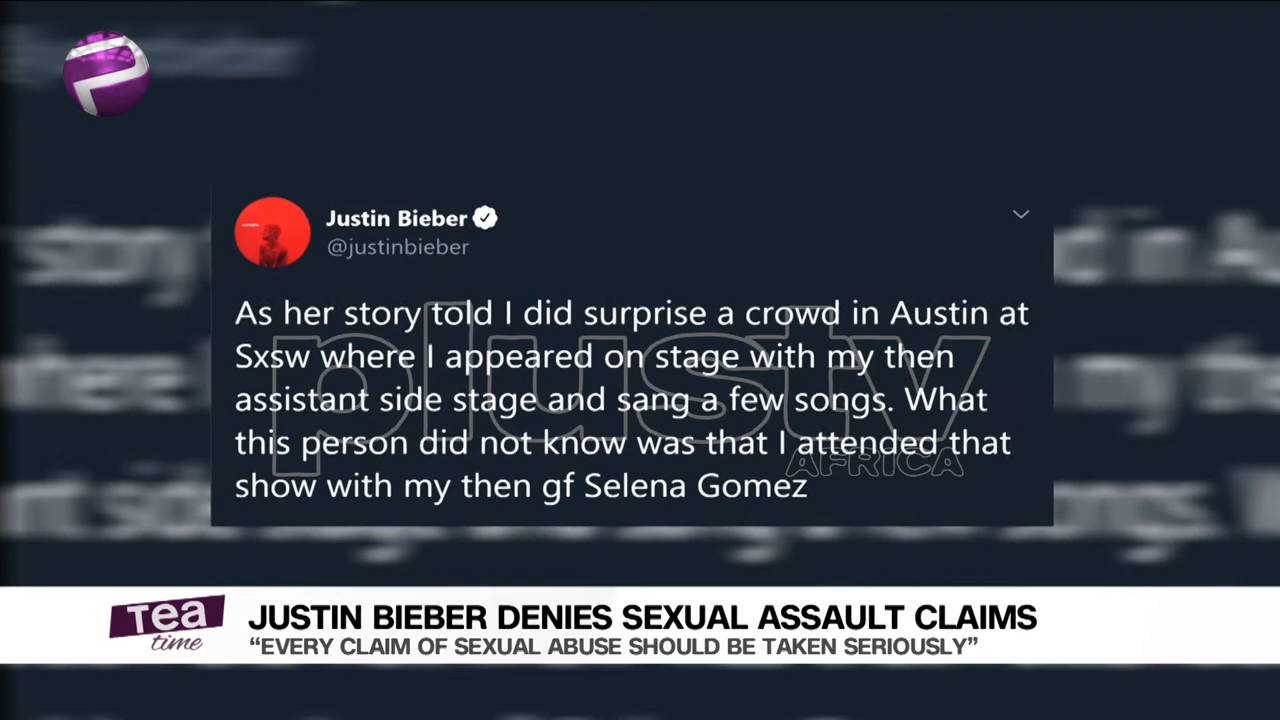 Justin Bieber
@justinbieber
As her story told I did surprise a crowd in Austin at
Sxsw where I appeared on stage with my then
assistant side stage and sang a few songs. What
this person did not know was that I attended that
show with my then gf Selena Gomez
plustv
AFRICA
Tea
time
JUSTIN BIEBER DENIES SEXUAL ASSAULT CLAIMS
“EVERY CLAIM OF SEXUAL ABUSE SHOULD BE TAKEN SERIOUSLY”